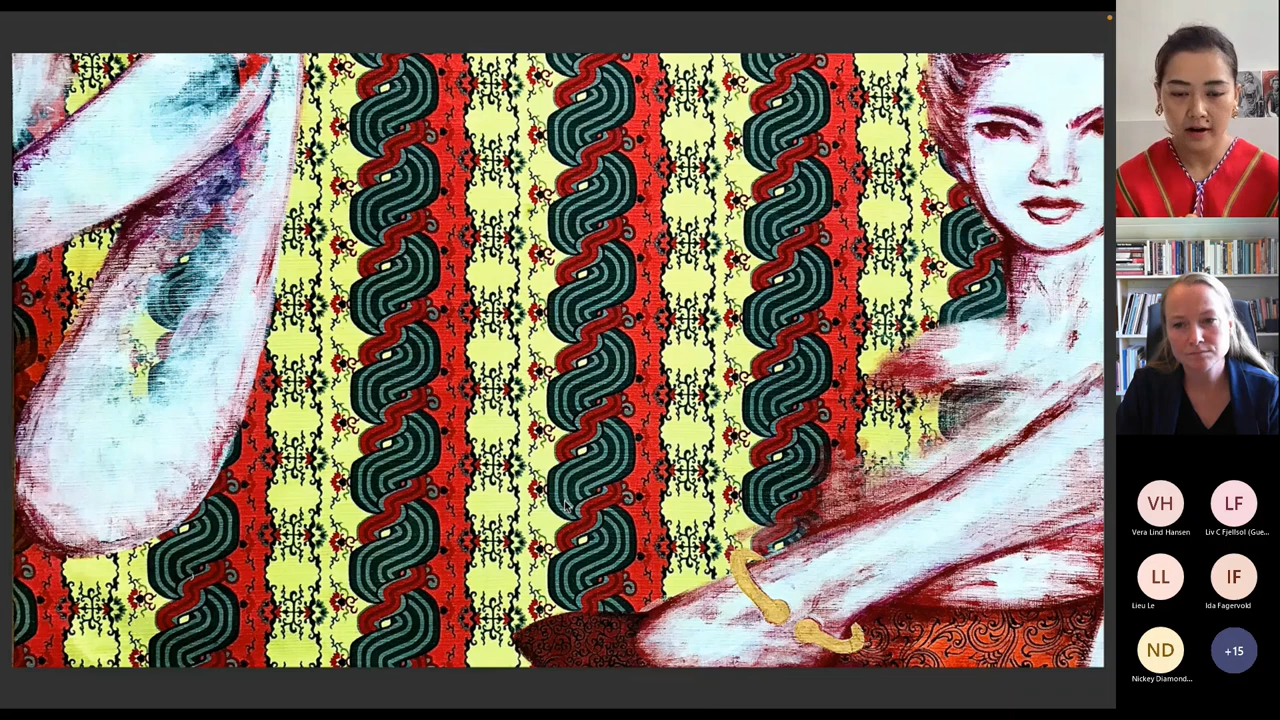 VH
LF
Vera Lind Hansen
Liv C Fjellsol (Gue...
LL
IF
Lieu Le
Ida Fagervold
ND
+15
Nickey Diamond...